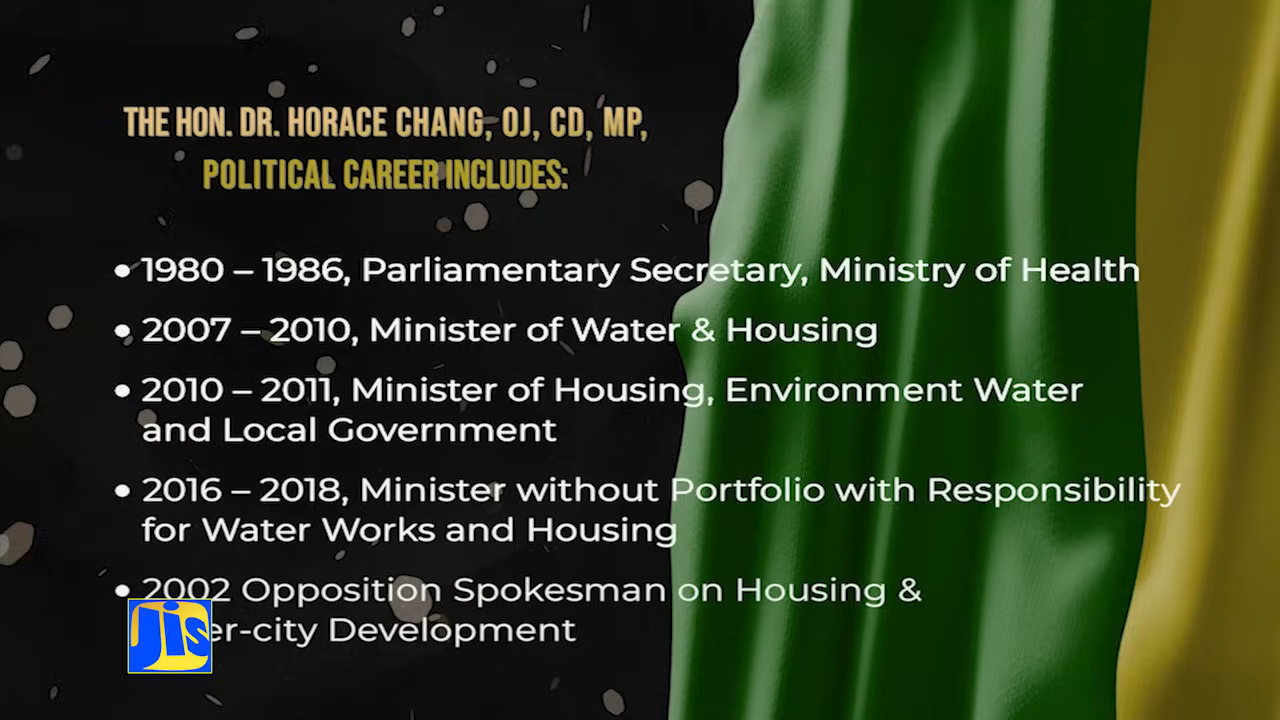 THE HON. DR. HORACE CHANG, OJ, CD, MP,
POLITICAL CAREER INCLUDES:
• 1980 – 1986, Parliamentary Secretary, Ministry of Health
• 2007 – 2010, Minister of Water & Housing
• 2010 – 2011, Minister of Housing, Environment Water
and Local Government
• 2016 – 2018, Minister without Portfolio with Responsibility
for Water Works and Housing
• 2002 Opposition Spokesman on Housing &
er-city Development
jis